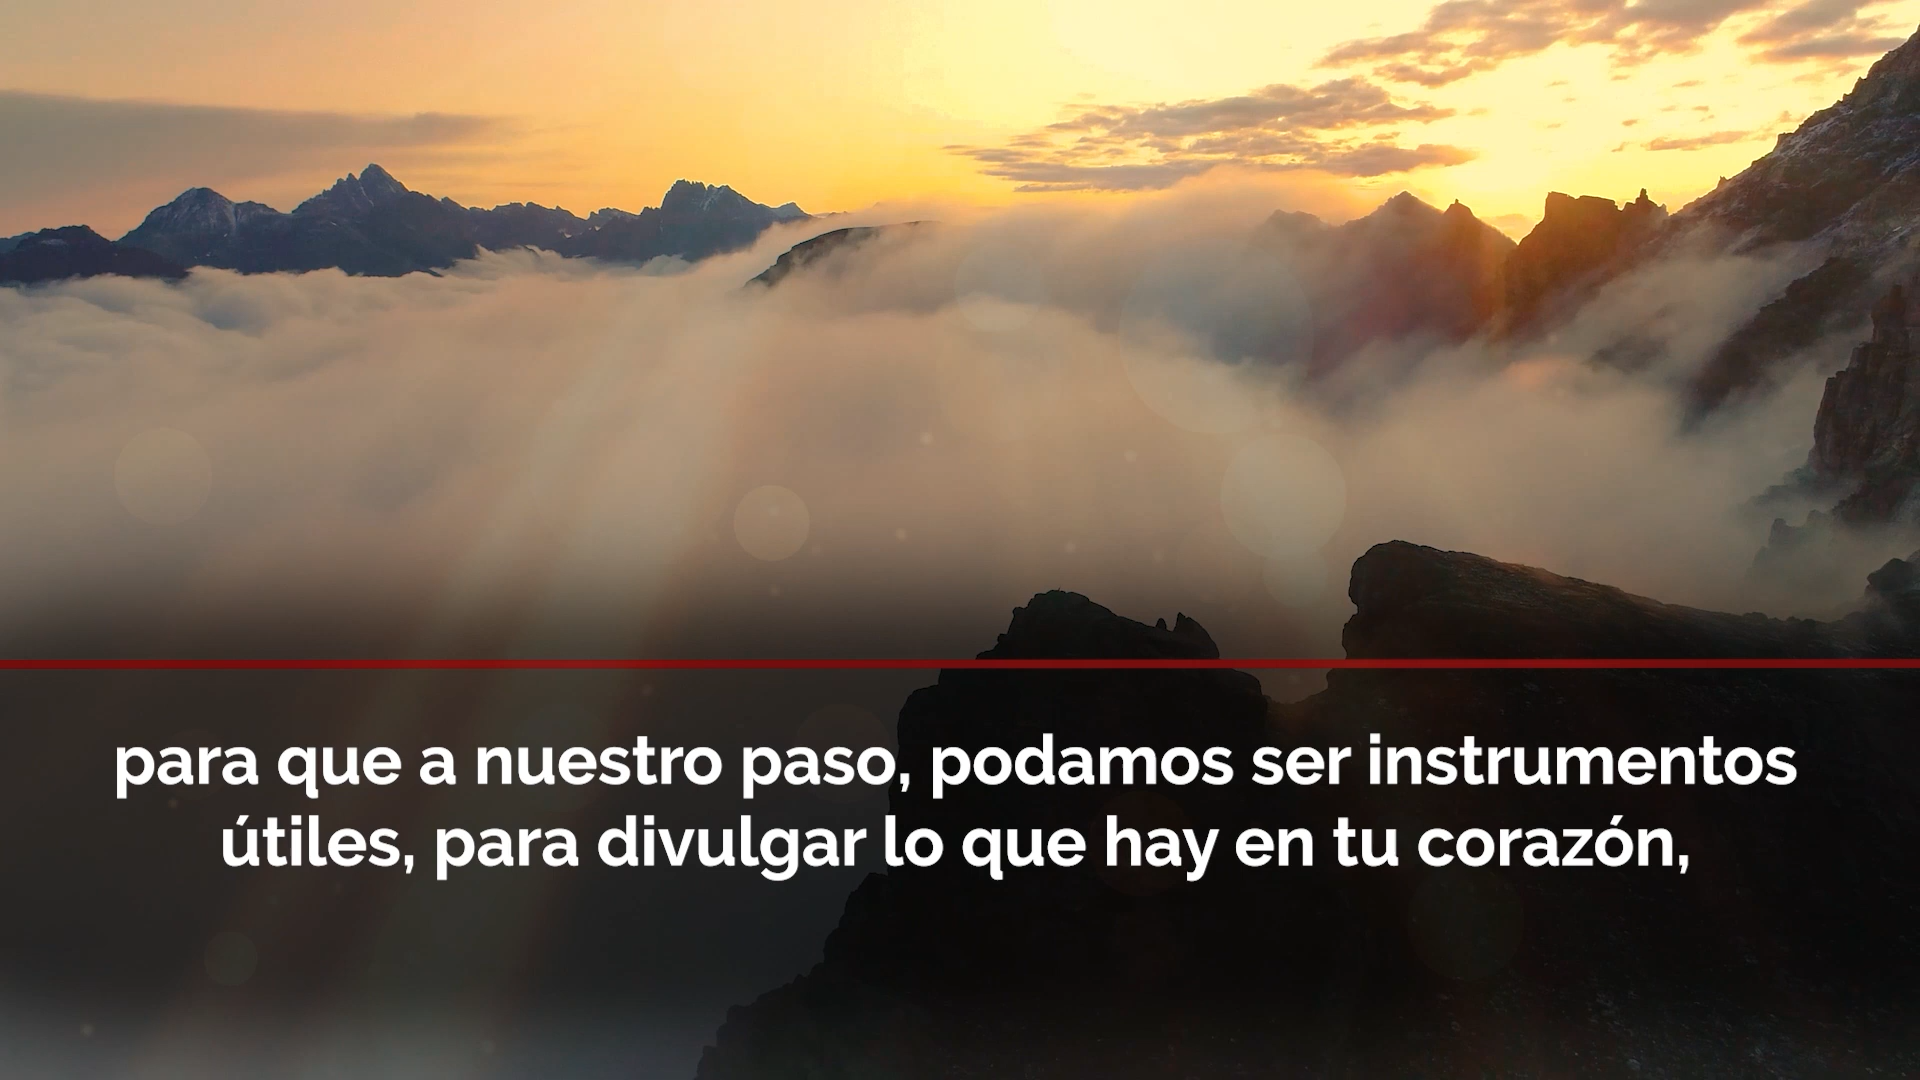 para que a nuestro paso, podamos ser instrumentos
útiles, para divulgar lo que hay en tu corazón,